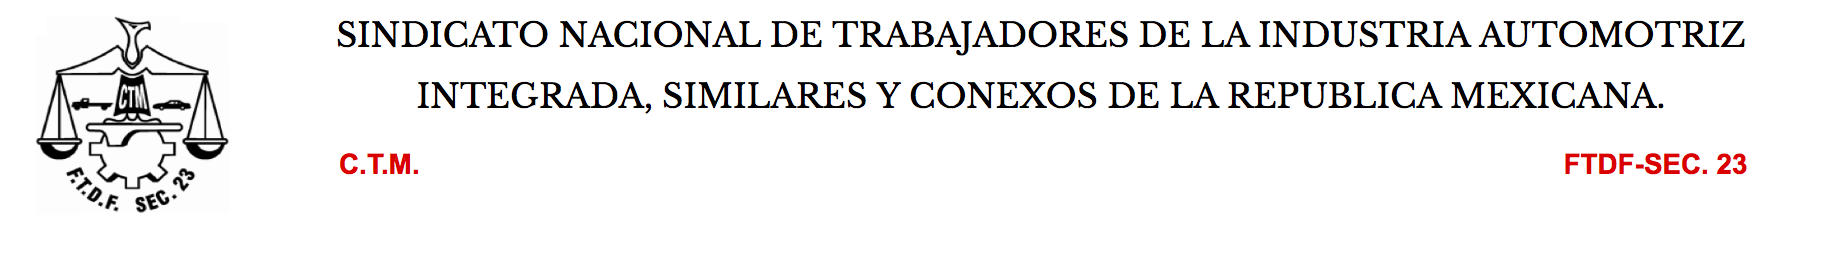 SINDICATO NACIONAL DE TRABAJADORES DE LA INDUSTRIA AUTOMOTRIZ
INTEGRADA, SIMILARES Y CONEXOS DE LA REPUBLICA MEXICANA.
C.T.M. FTDF-SEC. 23
CTM
F.T.D.F. SEC. 23